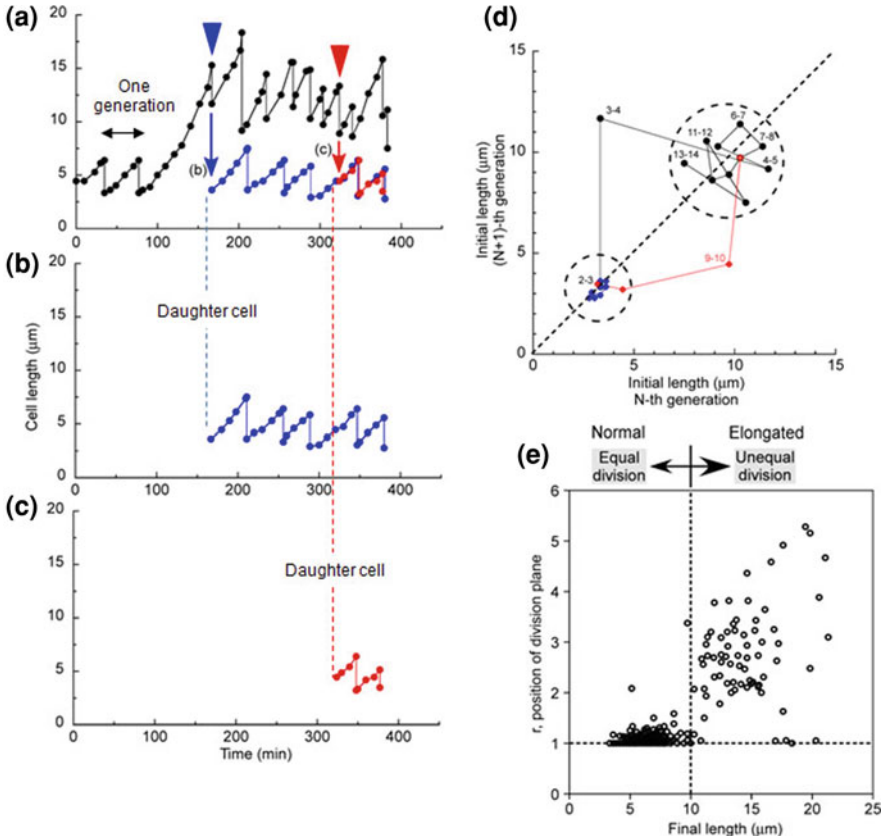 (a)
20
15
10
5
0
One
generation
(b)
(c)
0
100
200
300
400
(b)
20
15
10
5
0
Cell length (μm)
Daughter cell
0
100
200
300
400
(c)
20
15
10
5
0
Daughter cell
0
100
200
300
400
Time (min)
(d)
15
10
5
0
Initial length (μm)
(N+1)-th generation
3-4
6-7
11-12
7-8
13-14
4-5
9-10
2-3
0
5
10
15
Initial length (μm)
N-th generation
(e)
Normal
Elongated
Equal
division
Unequal
division
6
5
4
3
2
1
0
r, position of division plane
0
5
10
15
20
25
Final length (μm)